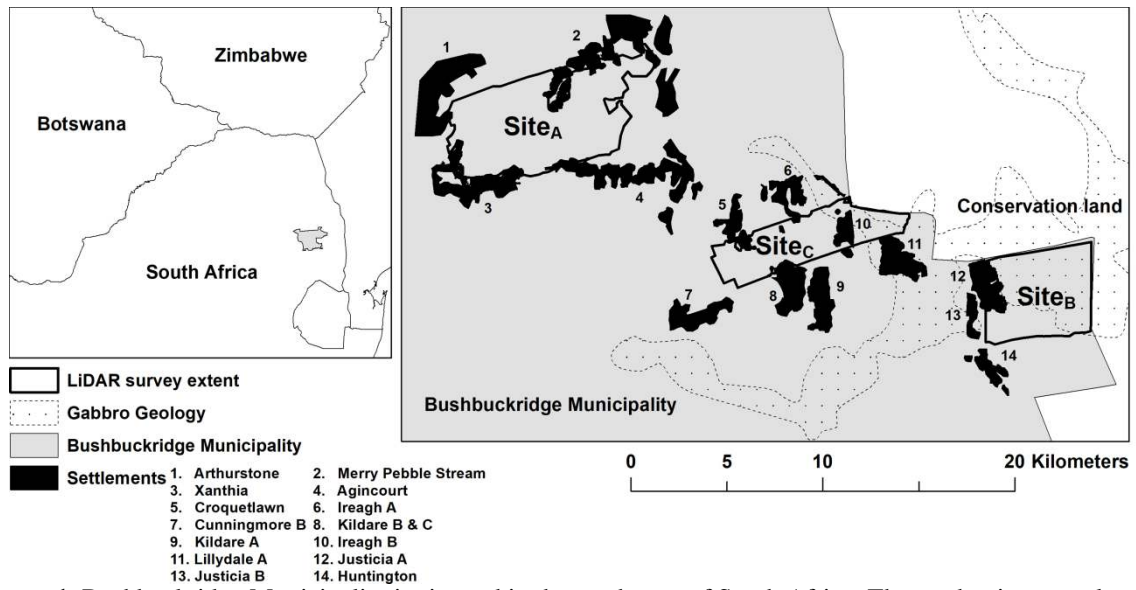 Zimbabwe
Botswana
South Africa
1
2
Site A
3
4
5
6
Site C
10
Conservation land
11
12
7
8
9
13
Site B
14
Bushbuckridge Municipality
LiDAR survey extent
Gabbro Geology
Bushbuckridge Municipality
Settlements
1. Arthurstone 2. Merry Pebble Stream
3. Xanthia 4. Agincourt
5. Croquetlawn 6. Ireagh A
7. Cunningmore B 8. Kildare B & C
9. Kildare A 10. Ireagh B
11. Lillydale A 12. Justicia A
13. Justicia B 14. Huntington
0 5 10 20 Kilometers